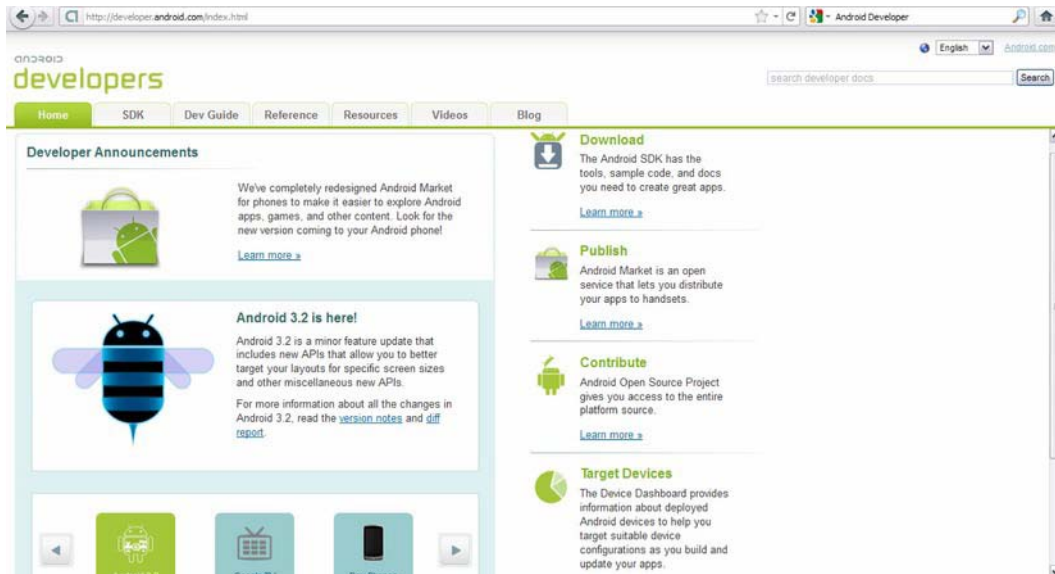 http://developer.android.com/index.html
Android Developer
English
Android.com
android
developers
search developer docs
Search
Home
SDK
Dev Guide
Reference
Resources
Videos
Blog
Developer Announcements
We've completely redesigned Android Market
for phones to make it easier to explore Android
apps, games, and other content. Look for the
new version coming to your Android phone!
Learn more »
Android 3.2 is here!
Android 3.2 is a minor feature update that
includes new APIs that allow you to better
target your layouts for specific screen sizes
and other miscellaneous new APIs.
For more information about all the changes in
Android 3.2, read the version notes and diff
report.
Download
The Android SDK has the
tools, sample code, and docs
you need to create great apps.
Learn more »
Publish
Android Market is an open
service that lets you distribute
your apps to handsets.
Learn more »
Contribute
Android Open Source Project
gives you access to the entire
platform source.
Learn more »
Target Devices
The Device Dashboard provides
information about deployed
Android devices to help you
target suitable device
configurations as you build and
update your apps.